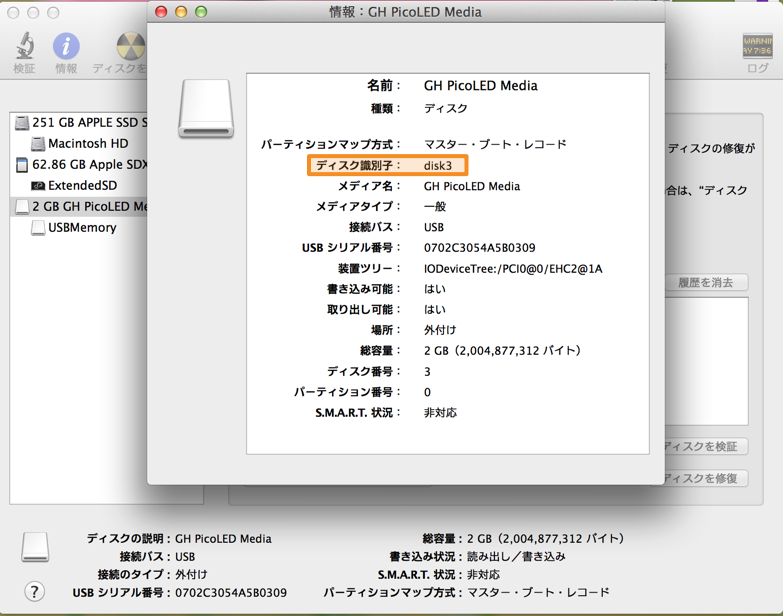 情報：GH PicoLED Media
検証
情報
ディスクを
WARNIN
AY 7:36
ログ
名前： GH PicoLED Media
種類： ディスク
パーティションマップ方式： マスター・ブート・レコード
ディスク識別子： disk3
メディア名： GH PicoLED Media
メディアタイプ： 一般
接続バス： USB
USB シリアル番号： 0702C3054A5B0309
装置ツリー： IODeviceTree:/PCI0@0/EHC2@1A
書き込み可能： はい
取り出し可能： はい
場所： 外付け
総容量： 2 GB（2,004,877,312 バイト）
ディスク番号： 3
パーティション番号： 0
S.M.A.R.T. 状況： 非対応
251 GB APPLE SSD S
Macintosh HD
62.86 GB Apple SDX
ExtendedSD
2 GB GH PicoLED Me
USBMemory
ディスクの修復が
合は、“ディスク
履歴を消去
ディスクを検証
ディスクを修復
ディスクの説明：GH PicoLED Media
接続バス：USB
接続のタイプ：外付け
USB シリアル番号：0702C3054A5B0309
総容量：2 GB（2,004,877,312 バイト）
書き込み状況：読み出し／書き込み
S.M.A.R.T. 状況：非対応
パーティションマップ方式：マスター・ブート・レコード
?